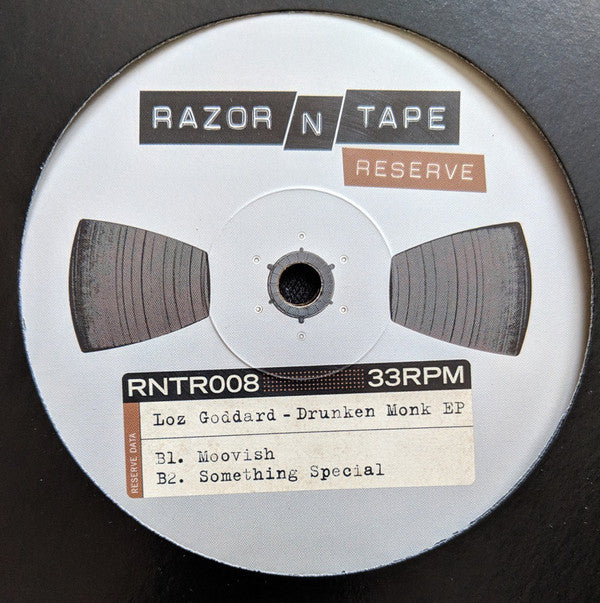 RAZOR N TAPE
RESERVE
RNTR008 33RPM
RESERVE DATA
Loz Goddard - Drunken Monk EP
B1. Moovish
B2. Something Special